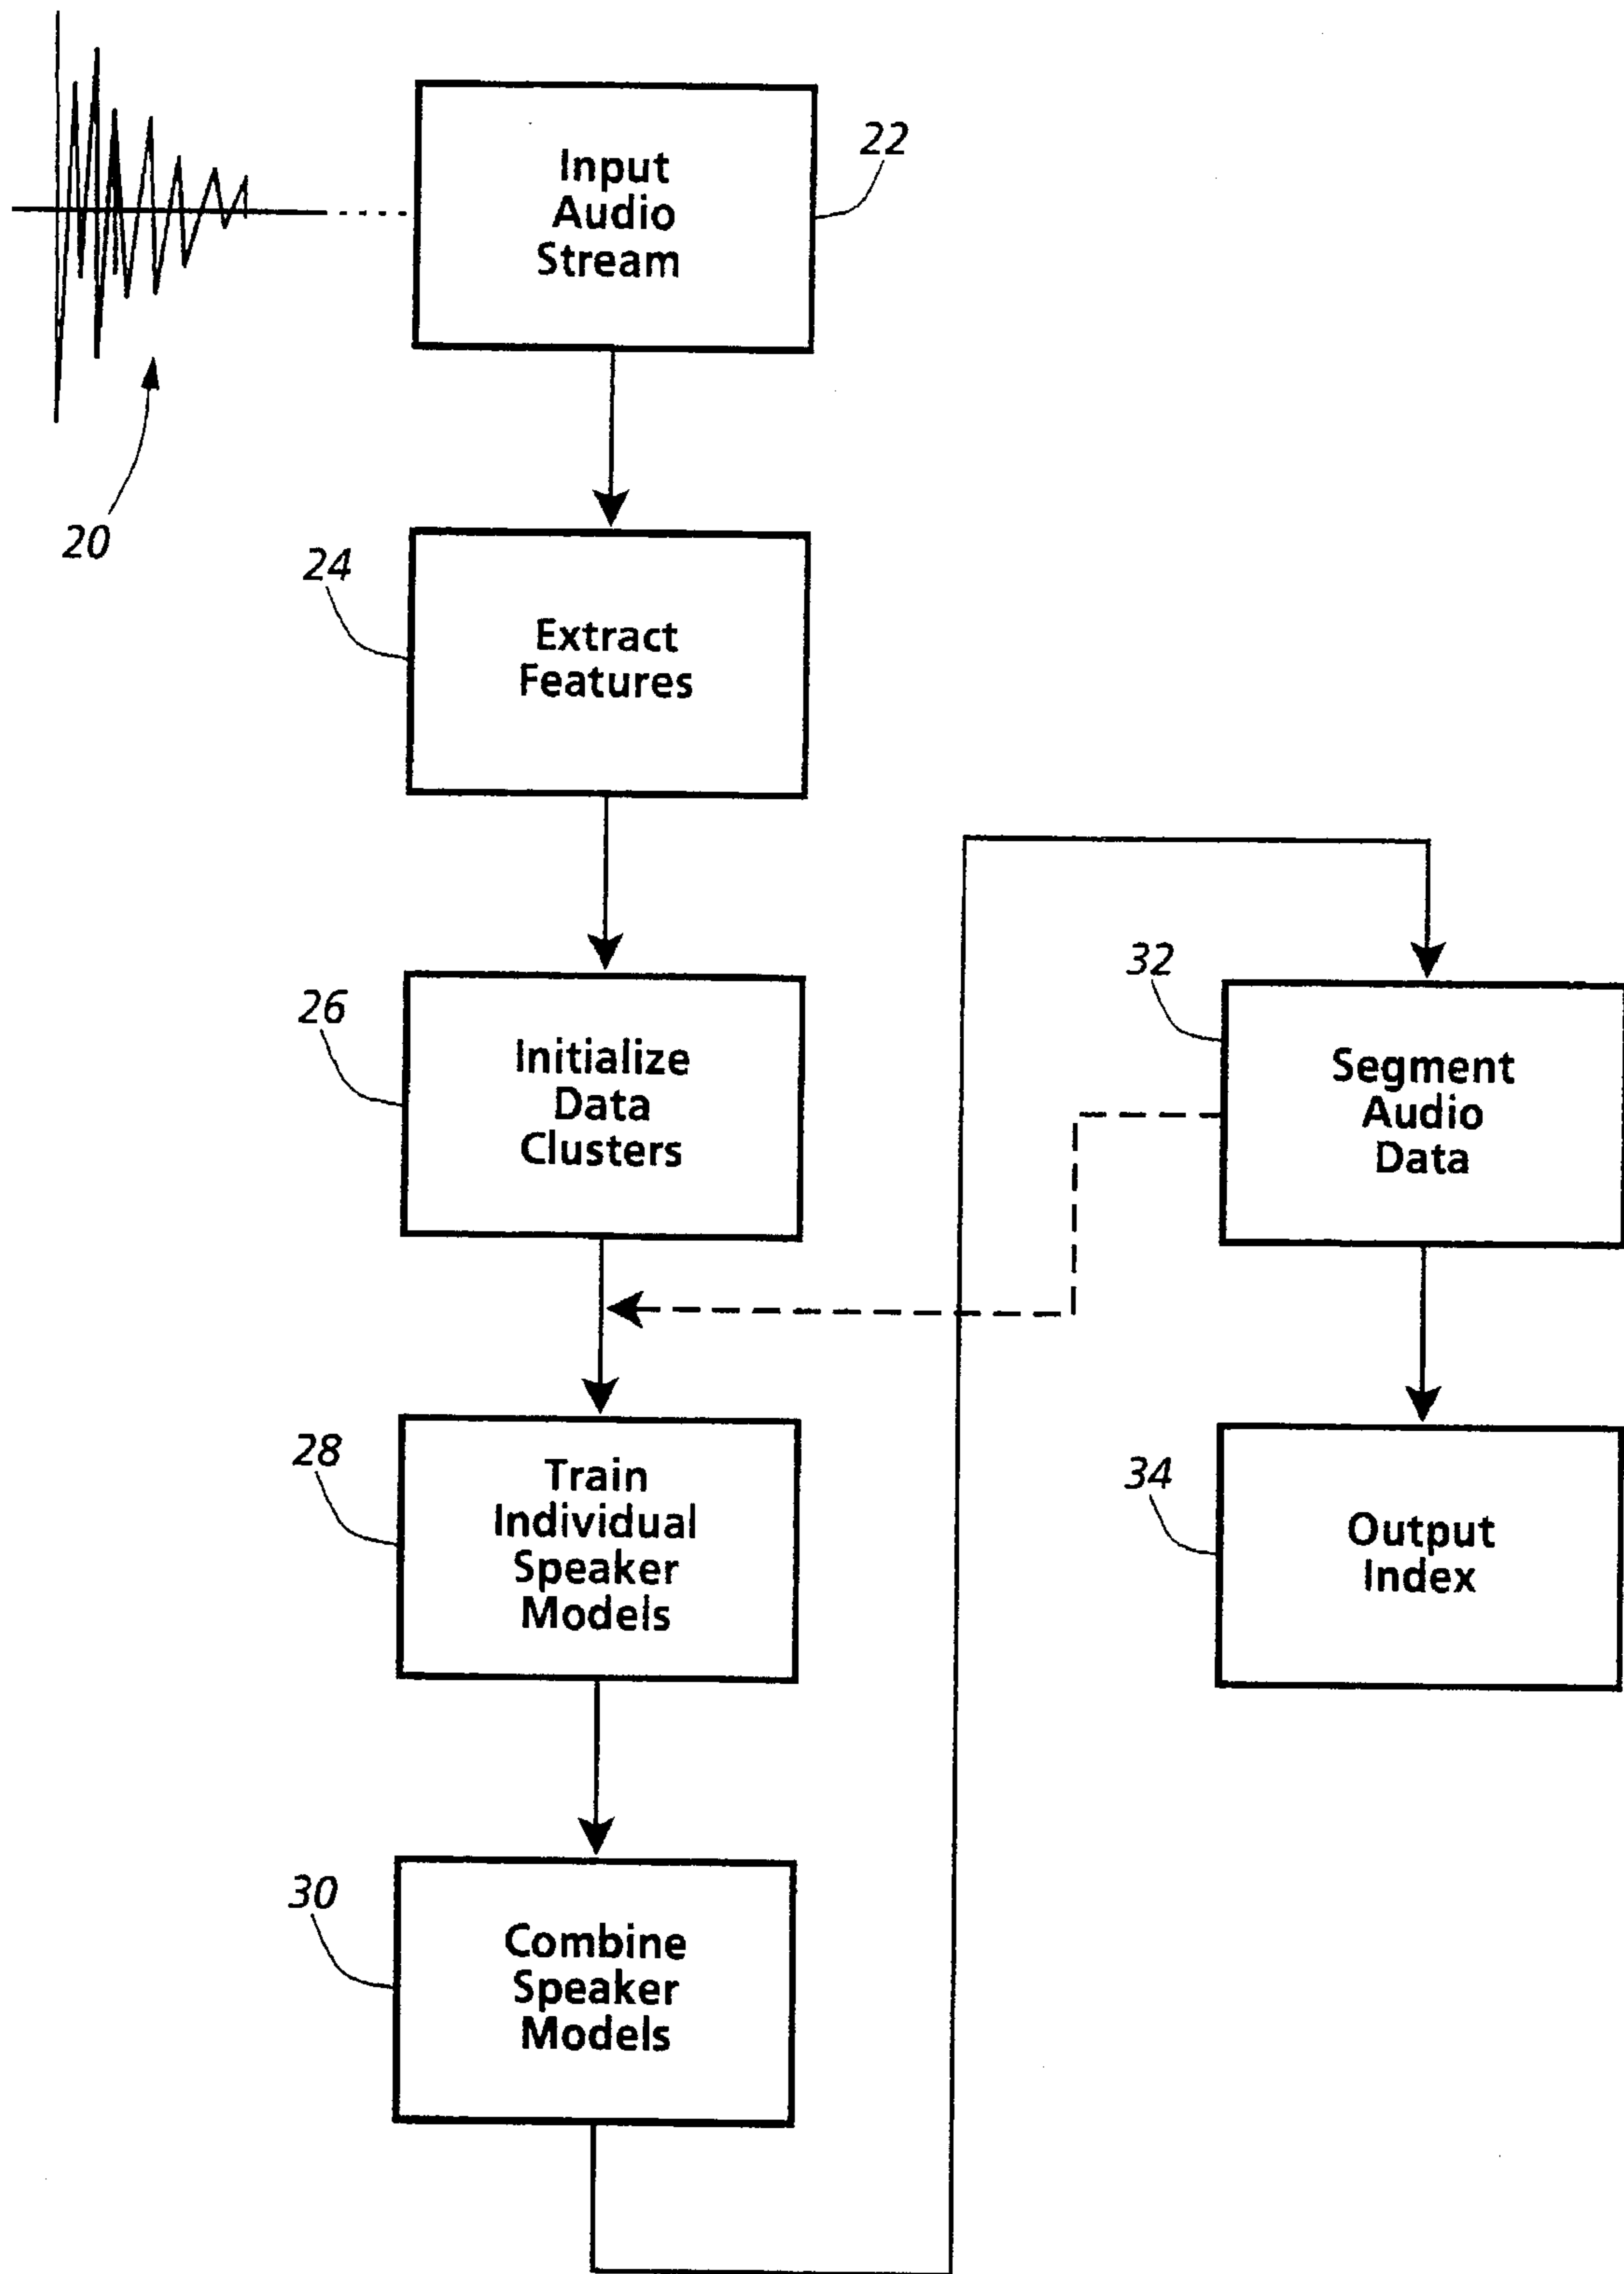 20
22
Input
Audio
Stream
24
Extract
Features
26
Initialize
Data
Clusters
28
Train
Individual
Speaker
Models
30
Combine
Speaker
Models
32
Segment
Audio
Data
34
Output
Index